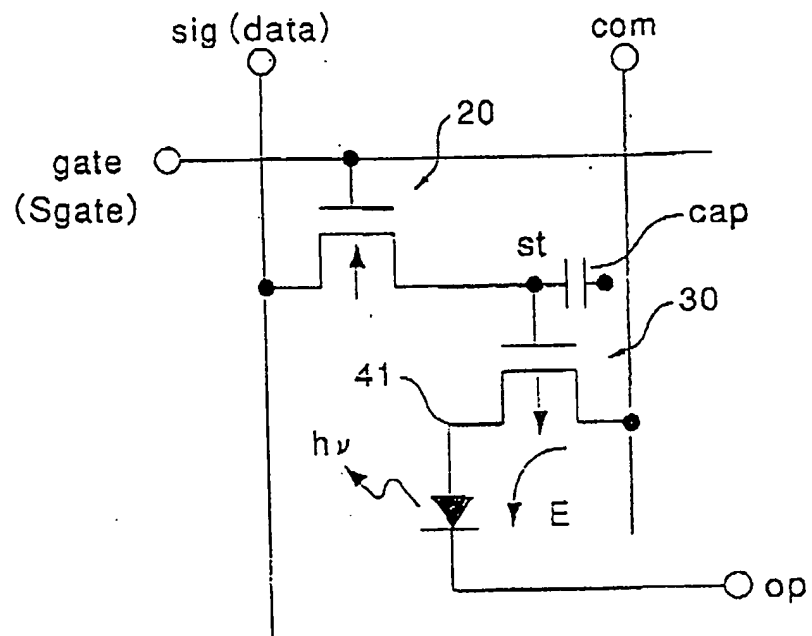 sig (data)
com
20
gate
(Sgate)
cap
st
30
41
hν
E
op